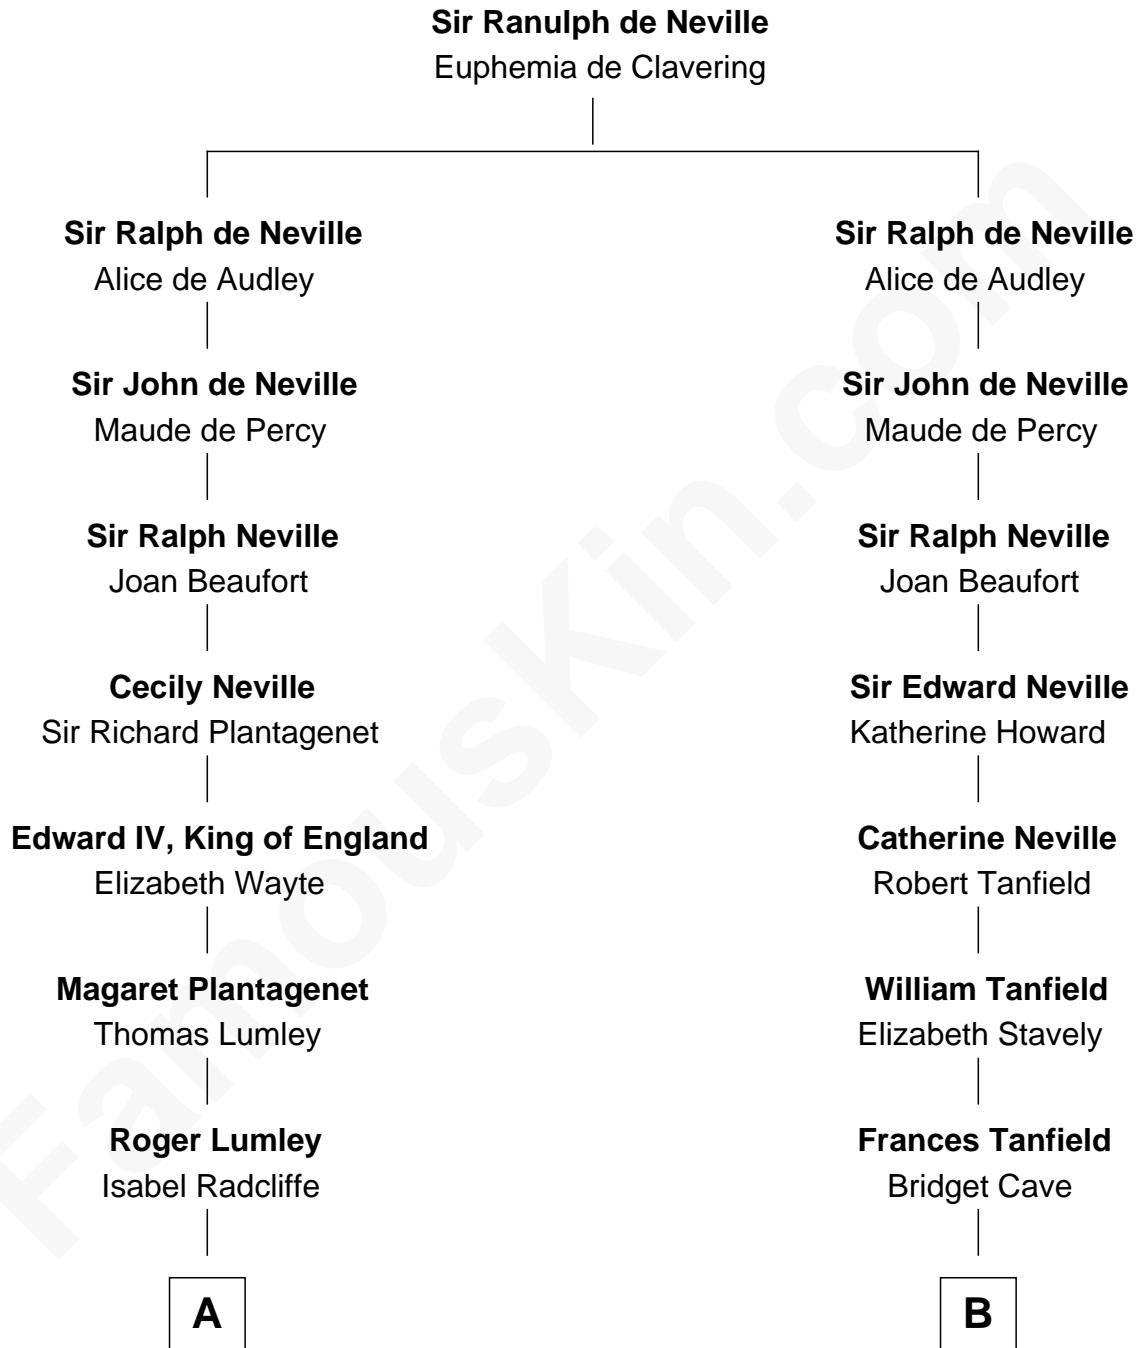 Sir Ranulph de Neville
Euphemia de Clavering
Sir Ralph de Neville
Alice de Audley
Sir John de Neville
Maude de Percy
Sir Ralph Neville
Joan Beaufort
Cecily Neville
Sir Richard Plantagenet
Edward IV, King of England
Elizabeth Wayte
Magaret Plantagenet
Thomas Lumley
Roger Lumley
Isabel Radcliffe
A
Sir Ralph de Neville
Alice de Audley
Sir John de Neville
Maude de Percy
Sir Ralph Neville
Joan Beaufort
Sir Edward Neville
Katherine Howard
Catherine Neville
Robert Tanfield
William Tanfield
Elizabeth Stavely
Frances Tanfield
Bridget Cave
B
FamousKin.com